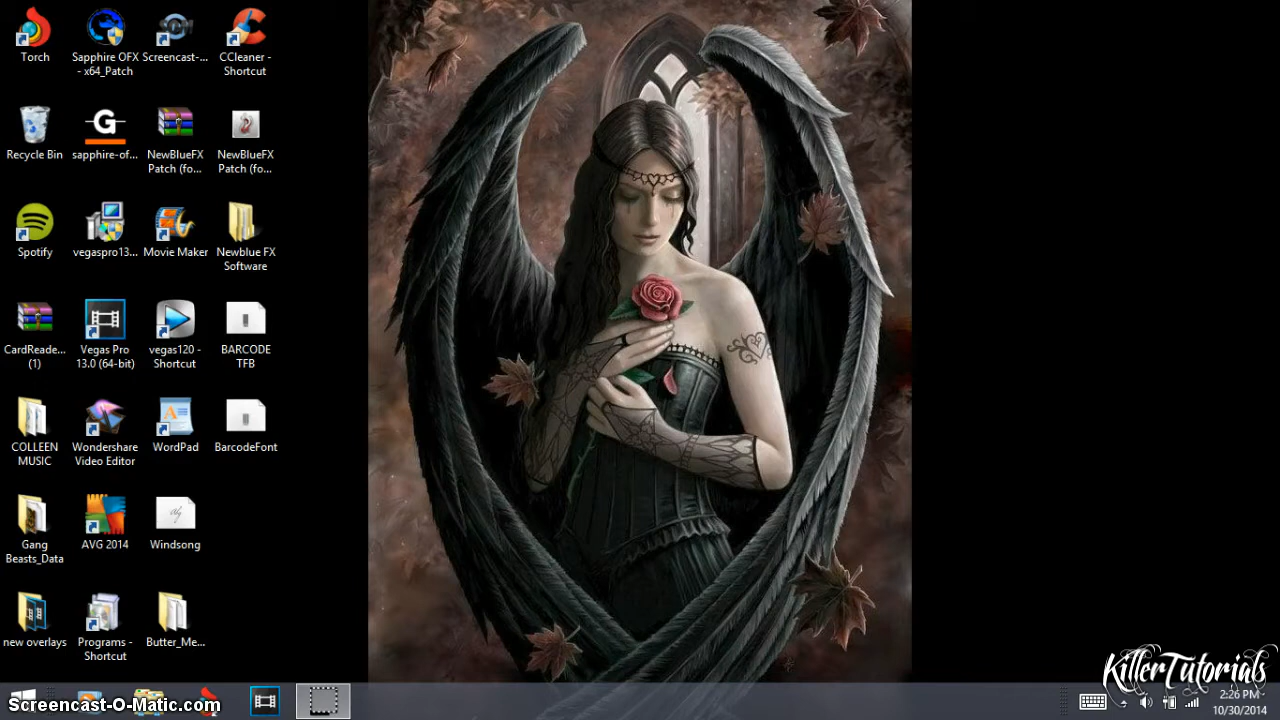 Torch
Sapphire OFX
- x64_Patch
Screencast-...
CCleaner -
Shortcut
Recycle Bin
sapphire-of...
NewBlueFX
Patch (fo...
NewBlueFX
Patch (fo...
Spotify
vegaspro13...
Movie Maker
Newblue FX
Software
CardReade...
(1)
Vegas Pro
13.0 (64-bit)
vegas120 -
Shortcut
BARCODE
TFB
COLLEEN
MUSIC
Wondershare
Video Editor
WordPad
BarcodeFont
Gang
Beasts_Data
AVG 2014
Windsong
new overlays
Programs -
Shortcut
Butter_Me...
KillerTutorials
Screencast-O-Matic.com
2:26 PM
10/30/2014